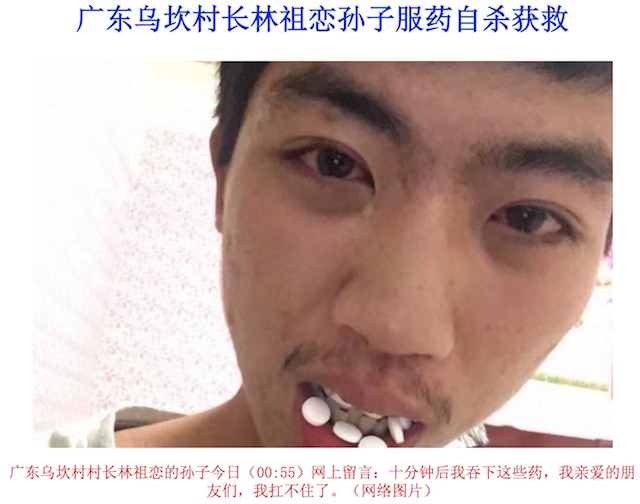 广东乌坎村长林祖恋孙子服药自杀获救
广东乌坎村村长林祖恋的孙子今日（00:55）网上留言：十分钟后我吞下这些药，我亲爱的朋
友们，我扛不住了。（网络图片）